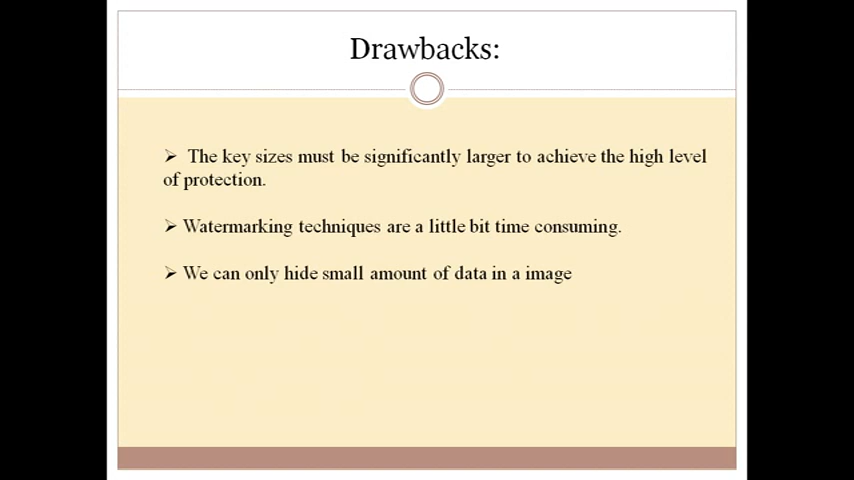 Drawbacks:
➢ The key sizes must be significantly larger to achieve the high level
of protection.
➢ Watermarking techniques are a little bit time consuming.
➢ We can only hide small amount of data in a image